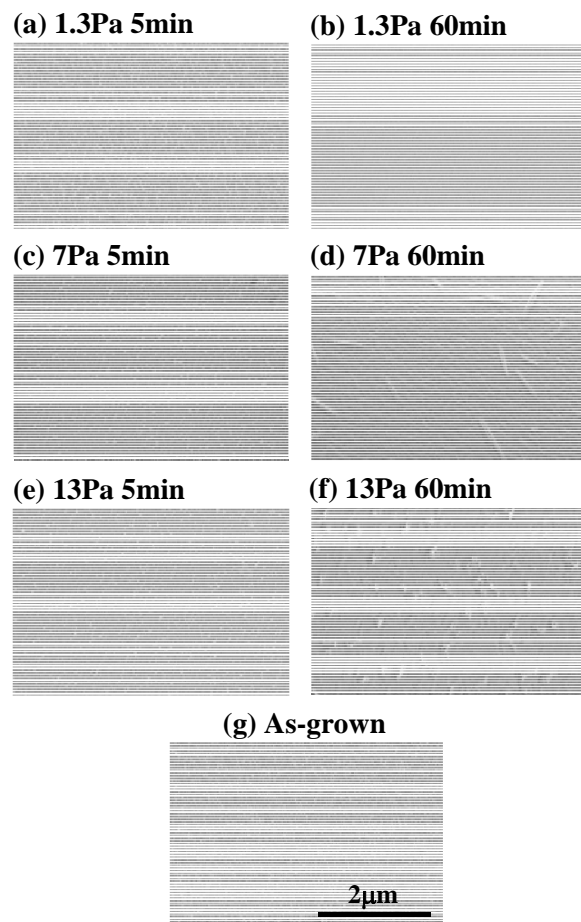 (a) 1.3Pa 5min
(b) 1.3Pa 60min
(c) 7Pa 5min
(d) 7Pa 60min
(e) 13Pa 5min
(f) 13Pa 60min
(g) As-grown
2μm